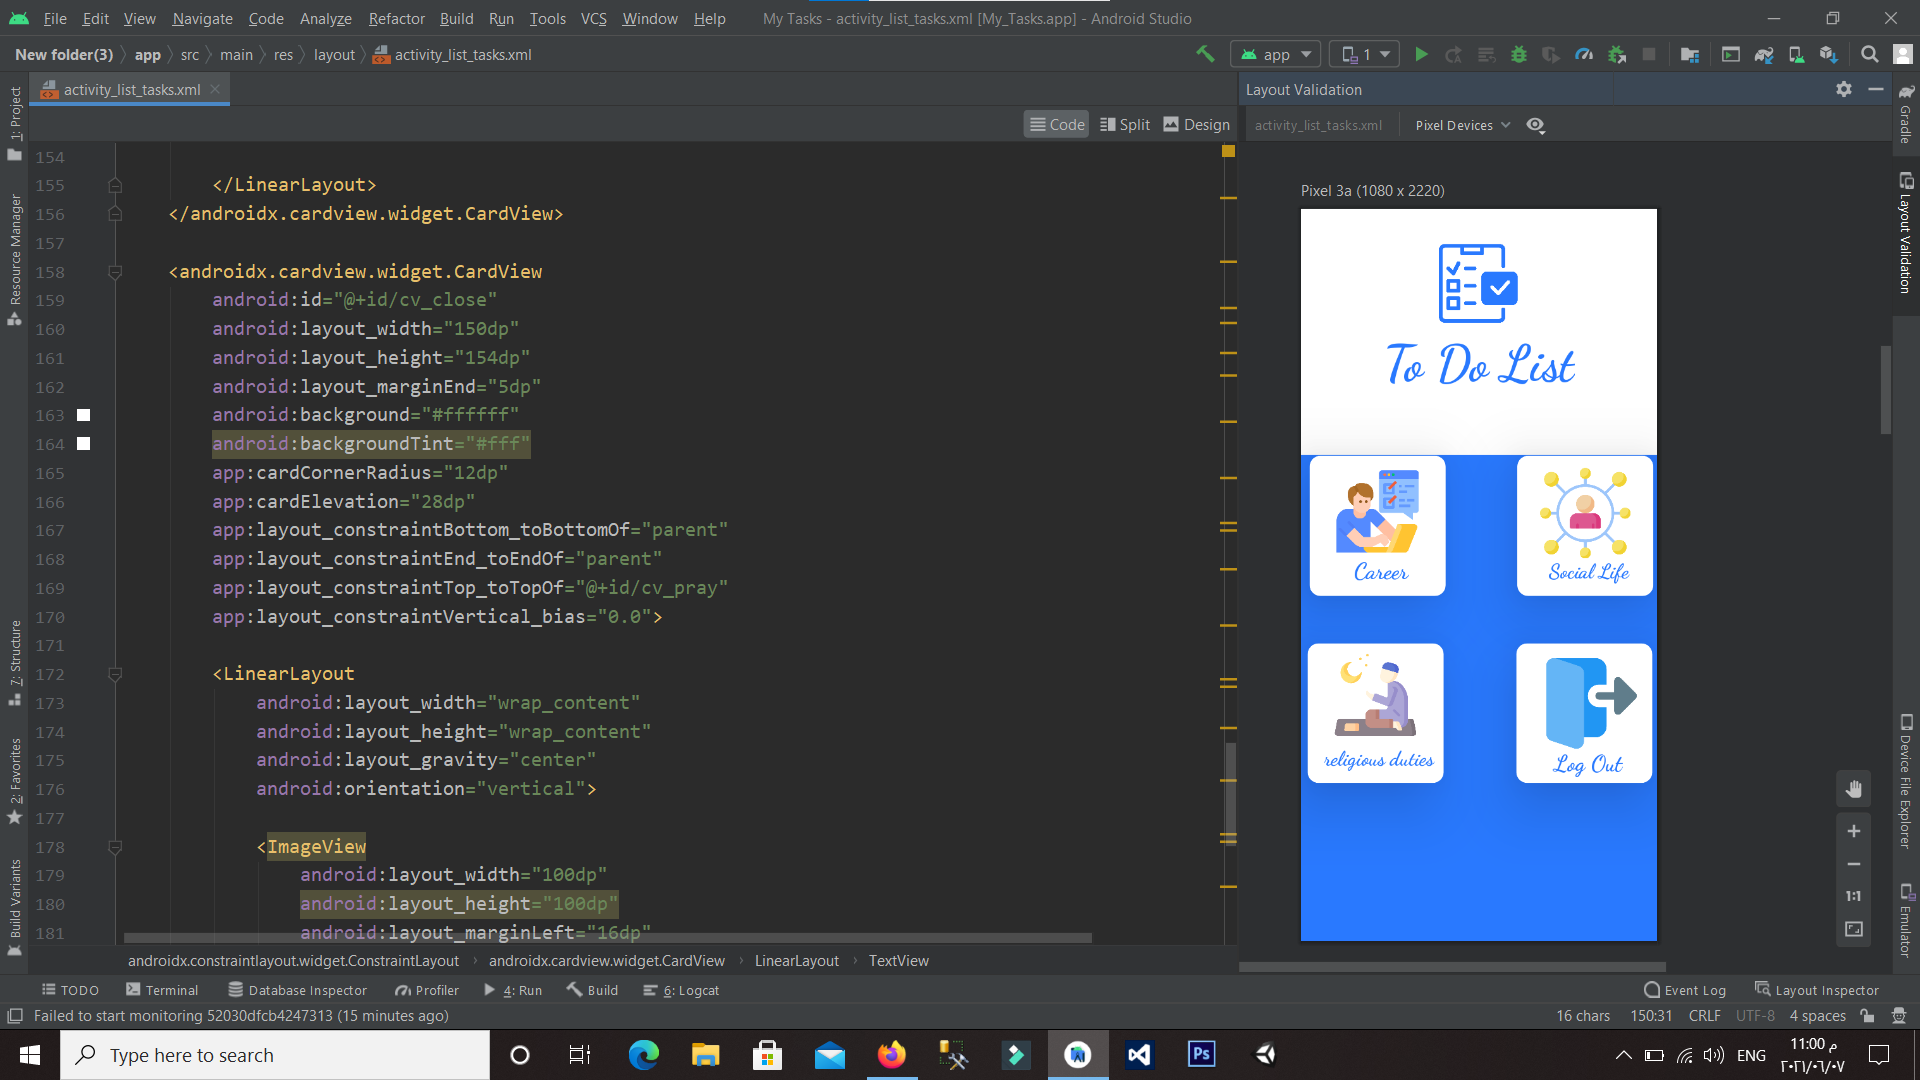 File Edit View Navigate Code Analyze Refactor Build Run Tools VCS Window Help My Tasks - activity_list_tasks.xml [My_Tasks.app] - Android Studio
New folder(3) app src main res layout activity_list_tasks.xml app 1
activity_list_tasks.xml
Layout Validation
Code Split Design
activity_list_tasks.xml Pixel Devices
1: Project
Resource Manager
7: Structure
2: Favorites
Build Variants
154
155 </LinearLayout>
156 </androidx.cardview.widget.CardView>
157
158 <androidx.cardview.widget.CardView
159 android:id="@+id/cv_close"
160 android:layout_width="150dp"
161 android:layout_height="154dp"
162 android:layout_marginEnd="5dp"
163 android:background="#ffffff"
164 android:backgroundTint="#fff"
165 app:cardCornerRadius="12dp"
166 app:cardElevation="28dp"
167 app:layout_constraintBottom_toBottomOf="parent"
168 app:layout_constraintEnd_toEndOf="parent"
169 app:layout_constraintTop_toTopOf="@+id/cv_pray"
170 app:layout_constraintVertical_bias="0.0">
171
172 <LinearLayout
173 android:layout_width="wrap_content"
174 android:layout_height="wrap_content"
175 android:layout_gravity="center"
176 android:orientation="vertical">
177
178 <ImageView
179 android:layout_width="100dp"
180 android:layout_height="100dp"
181 android:layout_marginLeft="16dp"
Pixel 3a (1080 x 2220)
To Do List
Career
Social Life
religious duties
Log Out
1:1
Gradle
Layout Validation
Device File Explorer
Emulator
androidx.constraintlayout.widget.ConstraintLayout androidx.cardview.widget.CardView LinearLayout TextView
TODO Terminal Database Inspector Profiler 4: Run Build 6: Logcat Event Log Layout Inspector
Failed to start monitoring 52030dfcb4247313 (15 minutes ago) 16 chars 150:31 CRLF UTF-8 4 spaces
Type here to search
Ps
ENG
11:00 م
٢٠٢١/٠٦/٠٧